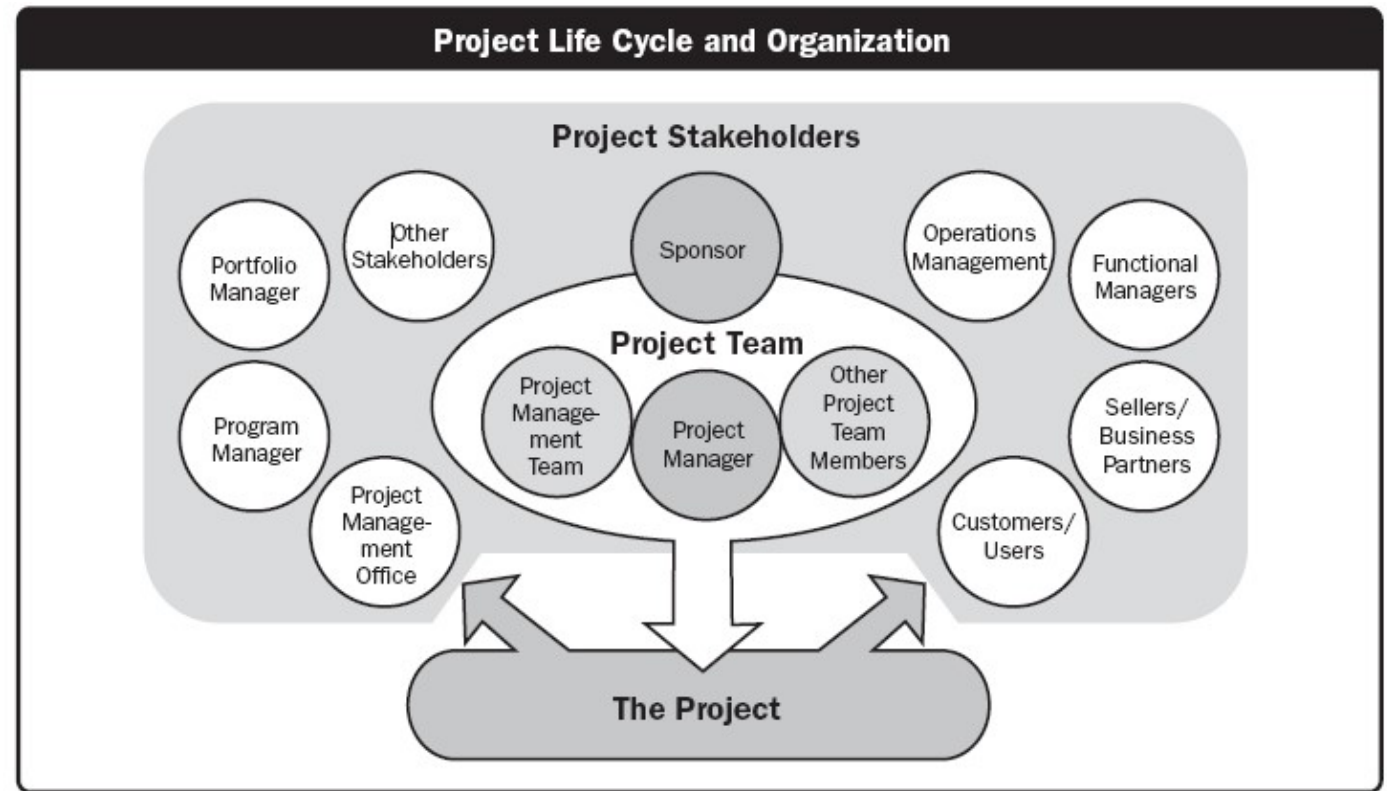 Project Life Cycle and Organization
Project Stakeholders
Portfolio
Manager
Other
Stakeholders
Sponsor
Operations
Management
Functional
Managers
Project Team
Program
Manager
Project
Manage-
ment
Team
Project
Manager
Other
Project
Team
Members
Sellers/
Business
Partners
Project
Manage-
ment
Office
Customers/
Users
The Project